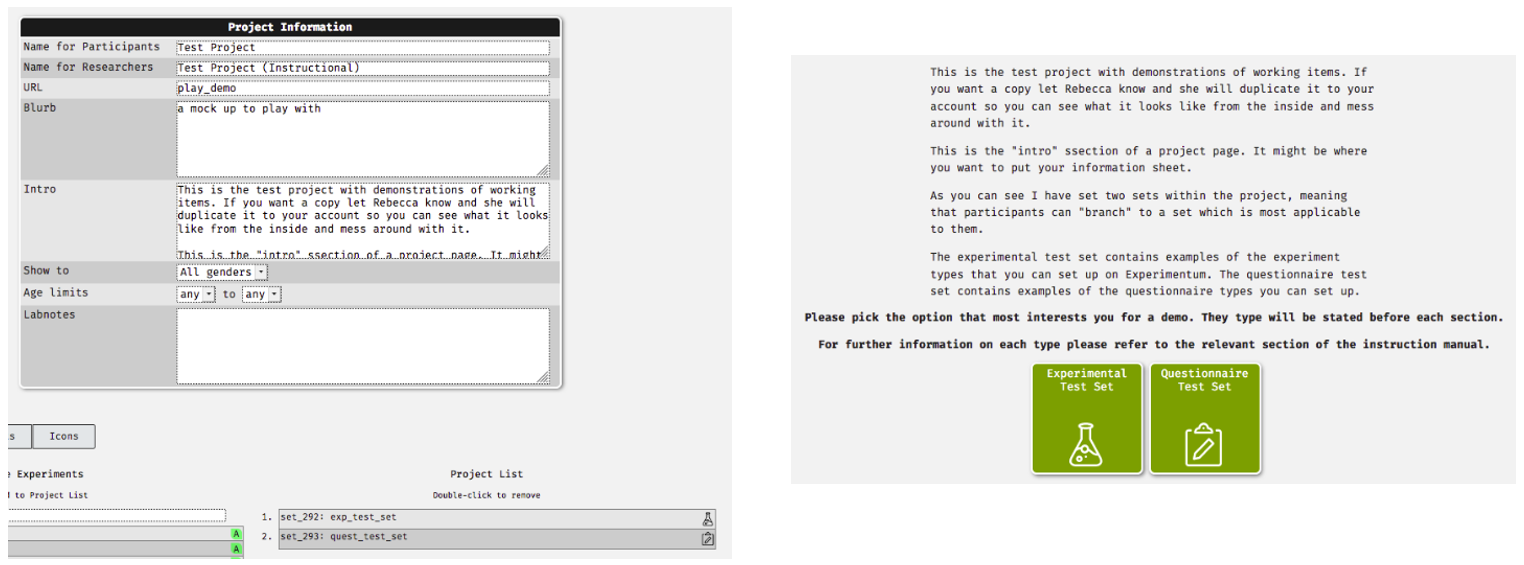 Project Information
Name for Participants Test Project
Name for Researchers Test Project (Instructional)
URL play_demo
Blurb a mock up to play with
Intro This is the test project with demonstrations of working
items. If you want a copy let Rebecca know and she will
duplicate it to your account so you can see what it looks
like from the inside and mess around with it.
This is the "intro" ssection of a project page. It might
Show to All genders
Age limits any to any
Labnotes
s Icons
Experiments
to Project List
Project List
Double-click to remove
A
A
1. set_292: exp_test_set
2. set_293: quest_test_set
This is the test project with demonstrations of working items. If
you want a copy let Rebecca know and she will duplicate it to your
account so you can see what it looks like from the inside and mess
around with it.
This is the "intro" ssection of a project page. It might be where
you want to put your information sheet.
As you can see I have set two sets within the project, meaning
that participants can "branch" to a set which is most applicable
to them.
The experimental test set contains examples of the experiment
types that you can set up on Experimentum. The questionnaire test
set contains examples of the questionnaire types you can set up.
Please pick the option that most interests you for a demo. They type will be stated before each section.
For further information on each type please refer to the relevant section of the instruction manual.
Experimental
Test Set
Questionnaire
Test Set